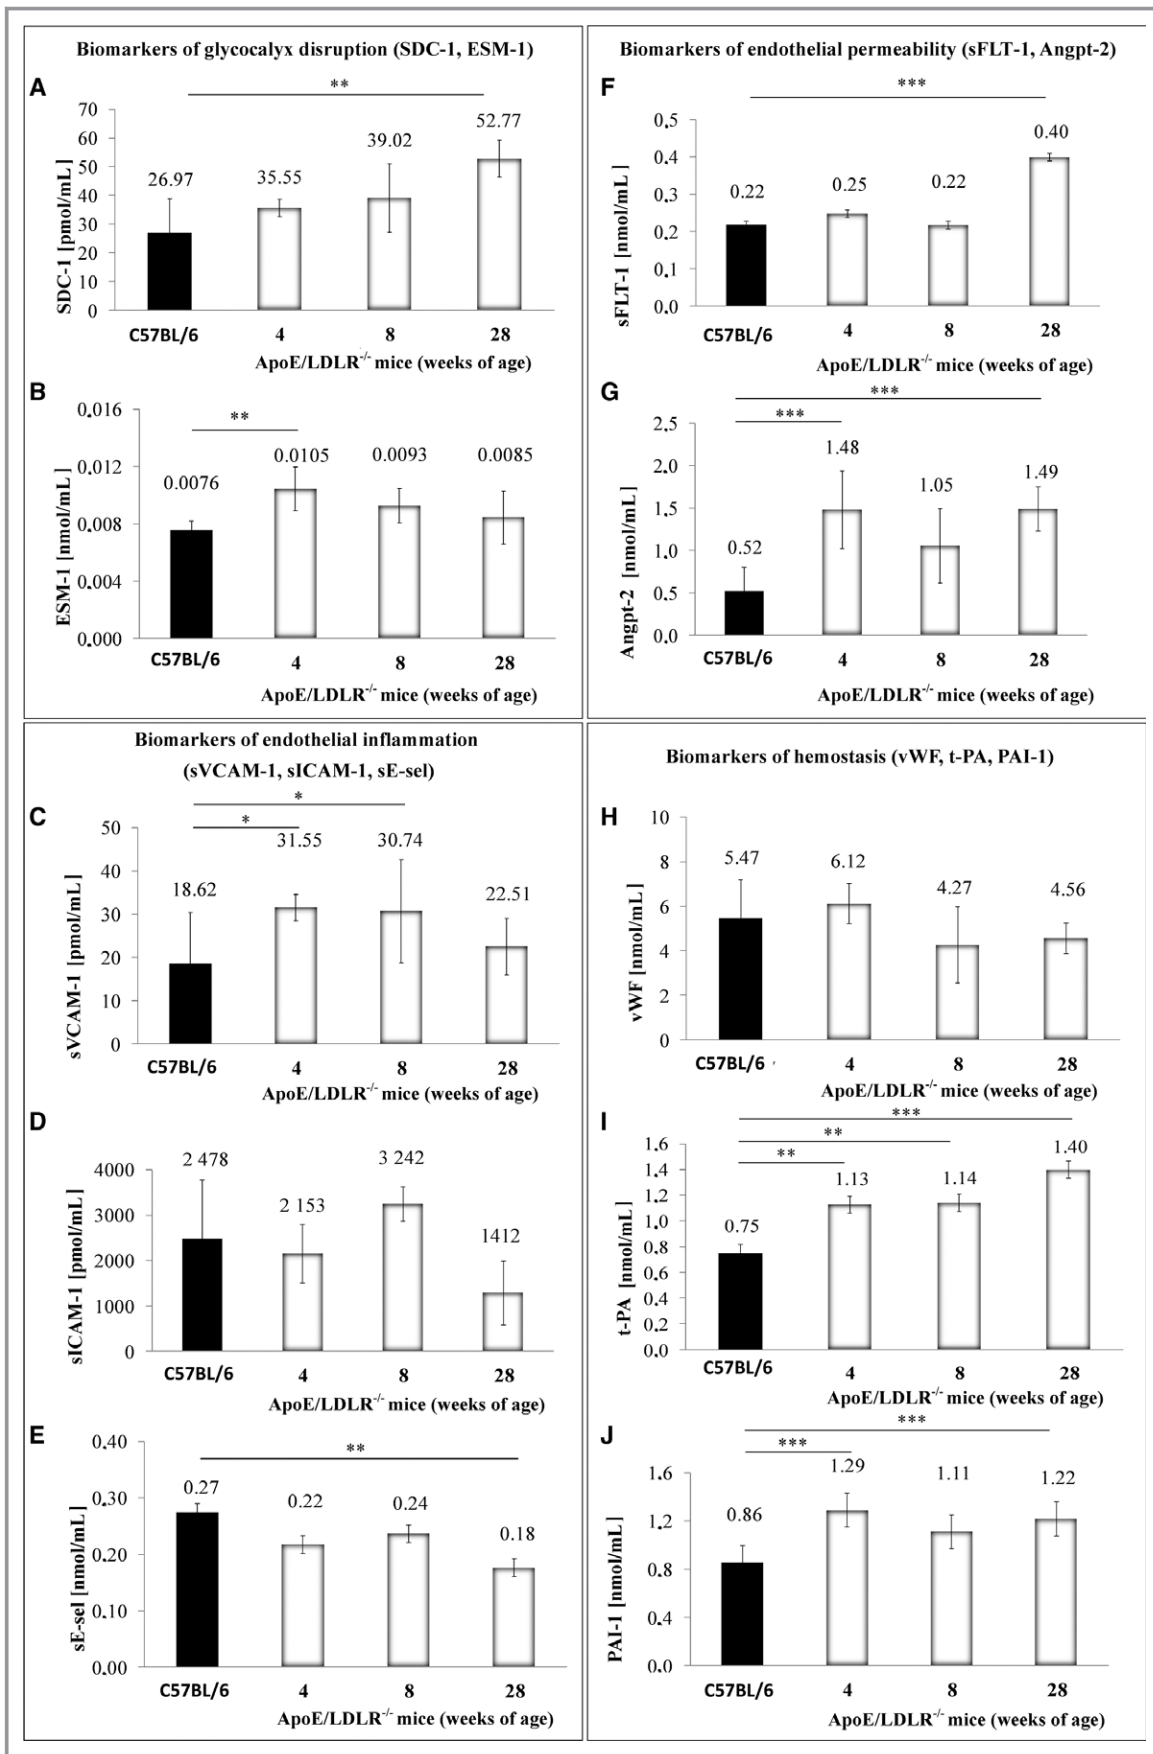 Biomarkers of glycocalyx disruption (SDC-1, ESM-1)
A
**
SDC-1 [pmol/mL]
70
60
50
40
30
20
10
0
26.97
35.55
39.02
52.77
C57BL/6 4 8 28
ApoE/LDLR-/- mice (weeks of age)
B
**
ESM-1 [nmol/mL]
0.016
0.012
0.008
0.004
0.000
0.0076
0.0105
0.0093
0.0085
C57BL/6 4 8 28
ApoE/LDLR-/- mice (weeks of age)
Biomarkers of endothelial permeability (sFLT-1, Angpt-2)
F
***
sFLT-1 [nmol/mL]
0.5
0.4
0.3
0.2
0.1
0.0
0.22
0.25
0.22
0.40
C57BL/6 4 8 28
ApoE/LDLR-/- mice (weeks of age)
G
***
***
Angpt-2 [nmol/mL]
2.5
2.0
1.5
1.0
0.5
0.0
0.52
1.48
1.05
1.49
C57BL/6 4 8 28
ApoE/LDLR-/- mice (weeks of age)
Biomarkers of endothelial inflammation
(sVCAM-1, sICAM-1, sE-sel)
C
*
*
sVCAM-1 [pmol/mL]
50
40
30
20
10
0
18.62
31.55
30.74
22.51
C57BL/6 4 8 28
ApoE/LDLR-/- mice (weeks of age)
D
sICAM-1 [pmol/mL]
4000
3000
2000
1000
0
2 478
2 153
3 242
1412
C57BL/6 4 8 28
ApoE/LDLR-/- mice (weeks of age)
E
**
sE-sel [nmol/mL]
0.40
0.30
0.20
0.10
0.00
0.27
0.22
0.24
0.18
C57BL/6 4 8 28
ApoE/LDLR-/- mice (weeks of age)
Biomarkers of hemostasis (vWF, t-PA, PAI-1)
H
vWF [nmol/mL]
10
8
6
4
2
0
5.47
6.12
4.27
4.56
C57BL/6 4 8 28
ApoE/LDLR-/- mice (weeks of age)
I
***
**
**
t-PA [nmol/mL]
1.6
1.4
1.2
1.0
0.8
0.6
0.4
0.2
0.0
0.75
1.13
1.14
1.40
C57BL/6 4 8 28
ApoE/LDLR-/- mice (weeks of age)
J
***
***
PAI-1 [nmol/mL]
1.6
1.2
0.8
0.4
0.0
0.86
1.29
1.11
1.22
C57BL/6 4 8 28
ApoE/LDLR-/- mice (weeks of age)